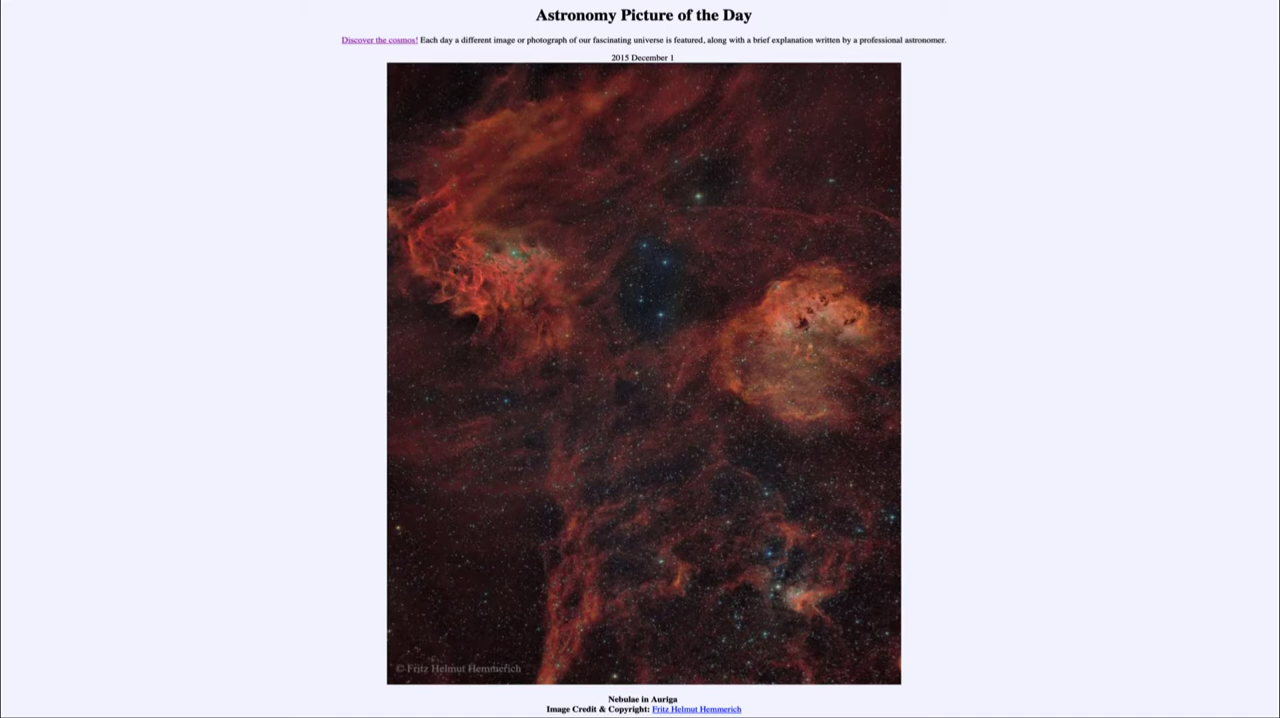 Astronomy Picture of the Day
Discover the cosmos! Each day a different image or photograph of our fascinating universe is featured, along with a brief explanation written by a professional astronomer.
2015 December 1
© Fritz Helmut Hemmerich
Nebulae in Auriga
Image Credit & Copyright: Fritz Helmut Hemmerich